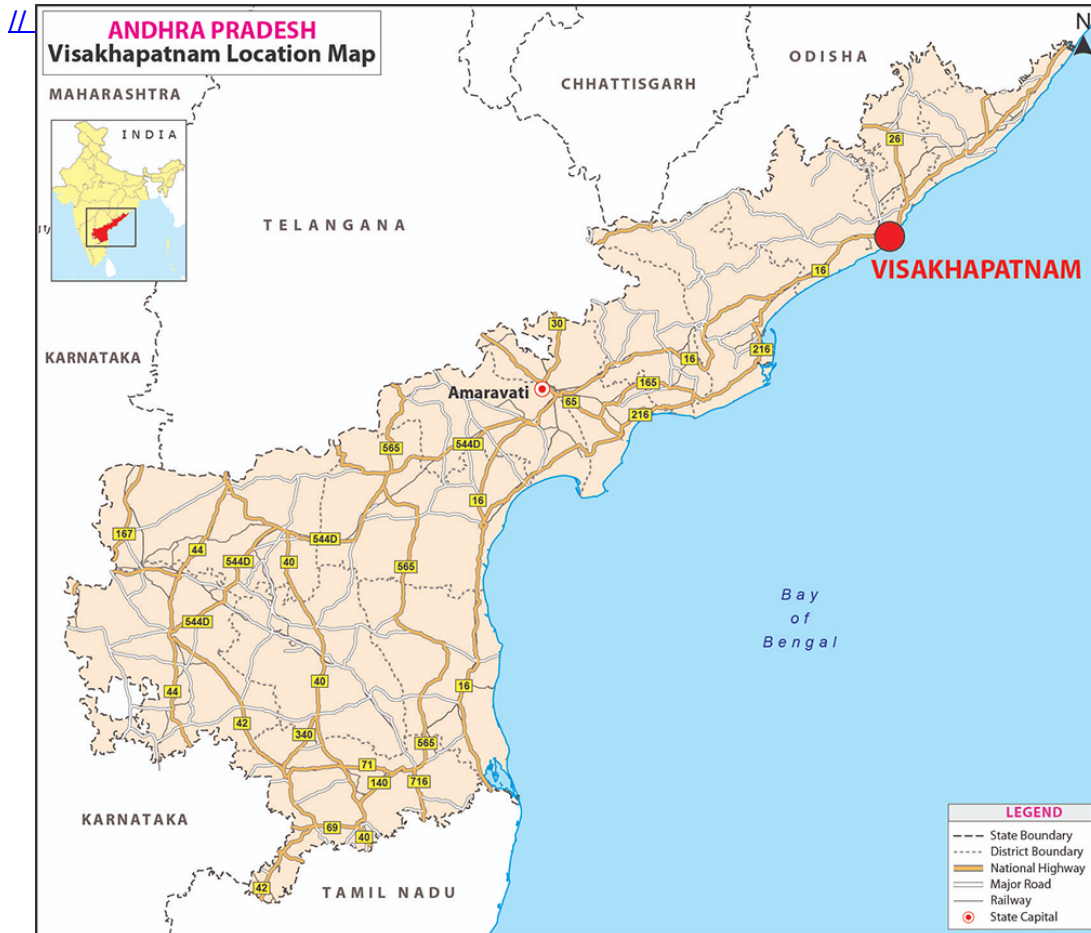 //
ANDHRA PRADESH
Visakhapatnam Location Map
N
ODISHA
CHHATTISGARH
MAHARASHTRA
INDIA
26
TELANGANA
VISAKHAPATNAM
16
30
KARNATAKA
16
216
165
Amaravati
65
216
565
544D
16
167
44
544D
544D
40
565
Bay
of
Bengal
544D
40
16
44
42
340
565
71
140
716
KARNATAKA
69
40
42
TAMIL NADU
LEGEND
State Boundary
District Boundary
National Highway
Major Road
Railway
State Capital